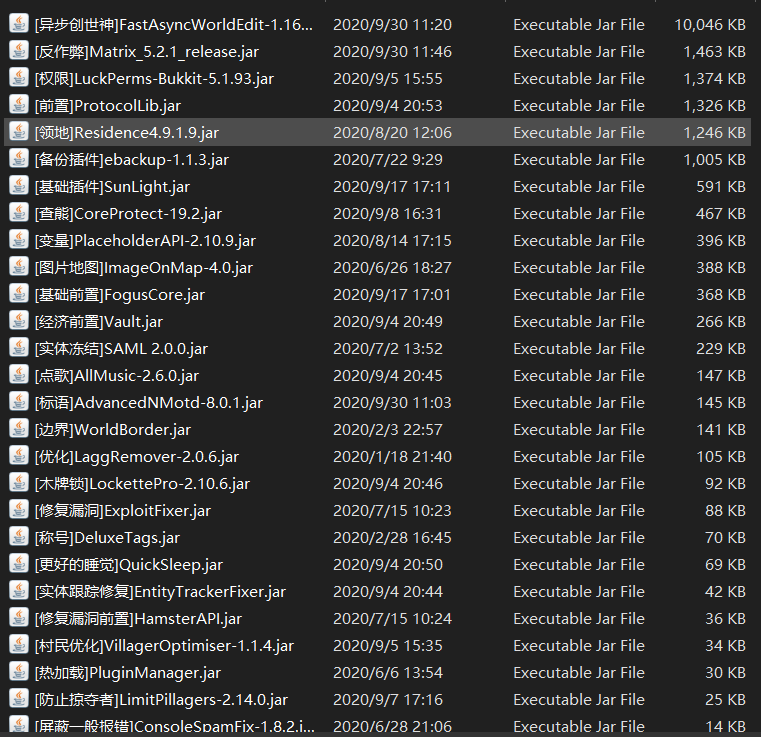 [异步创世神]FastAsyncWorldEdit-1.16... 2020/9/30 11:20 Executable Jar File 10,046 KB
[反作弊]Matrix_5.2.1_release.jar 2020/9/30 11:46 Executable Jar File 1,463 KB
[权限]LuckPerms-Bukkit-5.1.93.jar 2020/9/5 15:55 Executable Jar File 1,374 KB
[前置]ProtocolLib.jar 2020/9/4 20:53 Executable Jar File 1,326 KB
[领地]Residence4.9.1.9.jar 2020/8/20 12:06 Executable Jar File 1,246 KB
[备份插件]ebackup-1.1.3.jar 2020/7/22 9:29 Executable Jar File 1,005 KB
[基础插件]SunLight.jar 2020/9/17 17:11 Executable Jar File 591 KB
[查熊]CoreProtect-19.2.jar 2020/9/8 16:31 Executable Jar File 467 KB
[变量]PlaceholderAPI-2.10.9.jar 2020/8/14 17:15 Executable Jar File 396 KB
[图片地图]ImageOnMap-4.0.jar 2020/6/26 18:27 Executable Jar File 388 KB
[基础前置]FogusCore.jar 2020/9/17 17:01 Executable Jar File 368 KB
[经济前置]Vault.jar 2020/9/4 20:49 Executable Jar File 266 KB
[实体冻结]SAML 2.0.0.jar 2020/7/2 13:52 Executable Jar File 229 KB
[点歌]AllMusic-2.6.0.jar 2020/9/4 20:45 Executable Jar File 147 KB
[标语]AdvancedNMotd-8.0.1.jar 2020/9/30 11:03 Executable Jar File 145 KB
[边界]WorldBorder.jar 2020/2/3 22:57 Executable Jar File 141 KB
[优化]LaggRemover-2.0.6.jar 2020/1/18 21:40 Executable Jar File 105 KB
[木牌锁]LockettePro-2.10.6.jar 2020/9/4 20:46 Executable Jar File 92 KB
[修复漏洞]ExploitFixer.jar 2020/7/15 10:23 Executable Jar File 88 KB
[称号]DeluxeTags.jar 2020/2/28 16:45 Executable Jar File 70 KB
[更好的睡觉]QuickSleep.jar 2020/9/4 20:50 Executable Jar File 69 KB
[实体跟踪修复]EntityTrackerFixer.jar 2020/9/4 20:44 Executable Jar File 42 KB
[修复漏洞前置]HamsterAPI.jar 2020/7/15 10:24 Executable Jar File 36 KB
[村民优化]VillagerOptimiser-1.1.4.jar 2020/9/5 15:35 Executable Jar File 34 KB
[热加载]PluginManager.jar 2020/6/6 13:54 Executable Jar File 30 KB
[防止掠夺者]LimitPillagers-2.14.0.jar 2020/9/7 17:16 Executable Jar File 25 KB
[屏蔽一般报错]ConsoleSpamFix-1.8.2.j... 2020/6/28 21:06 Executable Jar File 14 KB